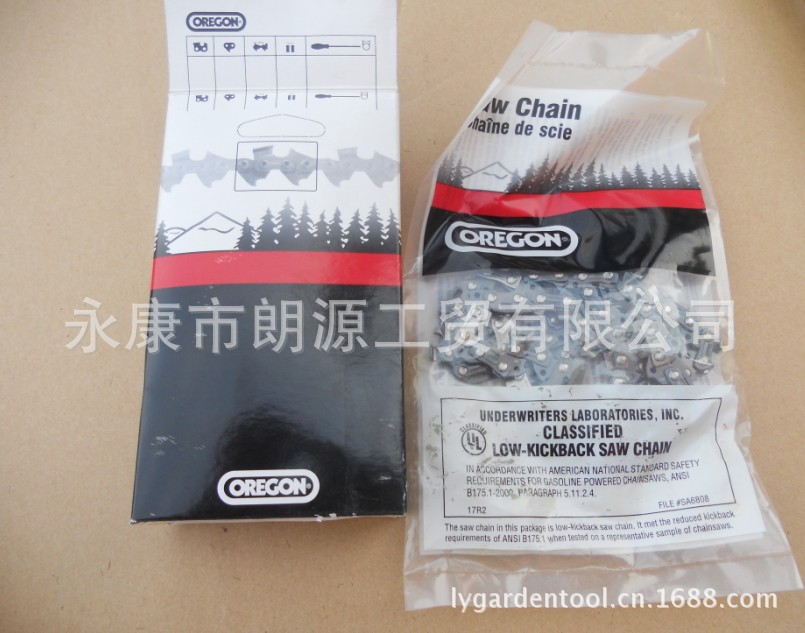 OREGON®
OREGON®
Saw Chain
Chaîne de scie
OREGON®
永康市朗源工贸有限公司
UNDERWRITERS LABORATORIES, INC.
CLASSIFIED
CLASSIFIED
UL
LOW-KICKBACK SAW CHAIN
IN ACCORDANCE WITH AMERICAN NATIONAL STANDARD SAFETY
REQUIREMENTS FOR GASOLINE POWERED CHAINSAWS, ANSI
B175.1-2000, PARAGRAPH 5.11.2.4.
17R2
FILE #SA6808
The saw chain in this package is low-kickback saw chain. It met the reduced kickback
requirements of ANSI B175.1 when tested on a representative sample of chainsaws.
lygardentool.cn.1688.com